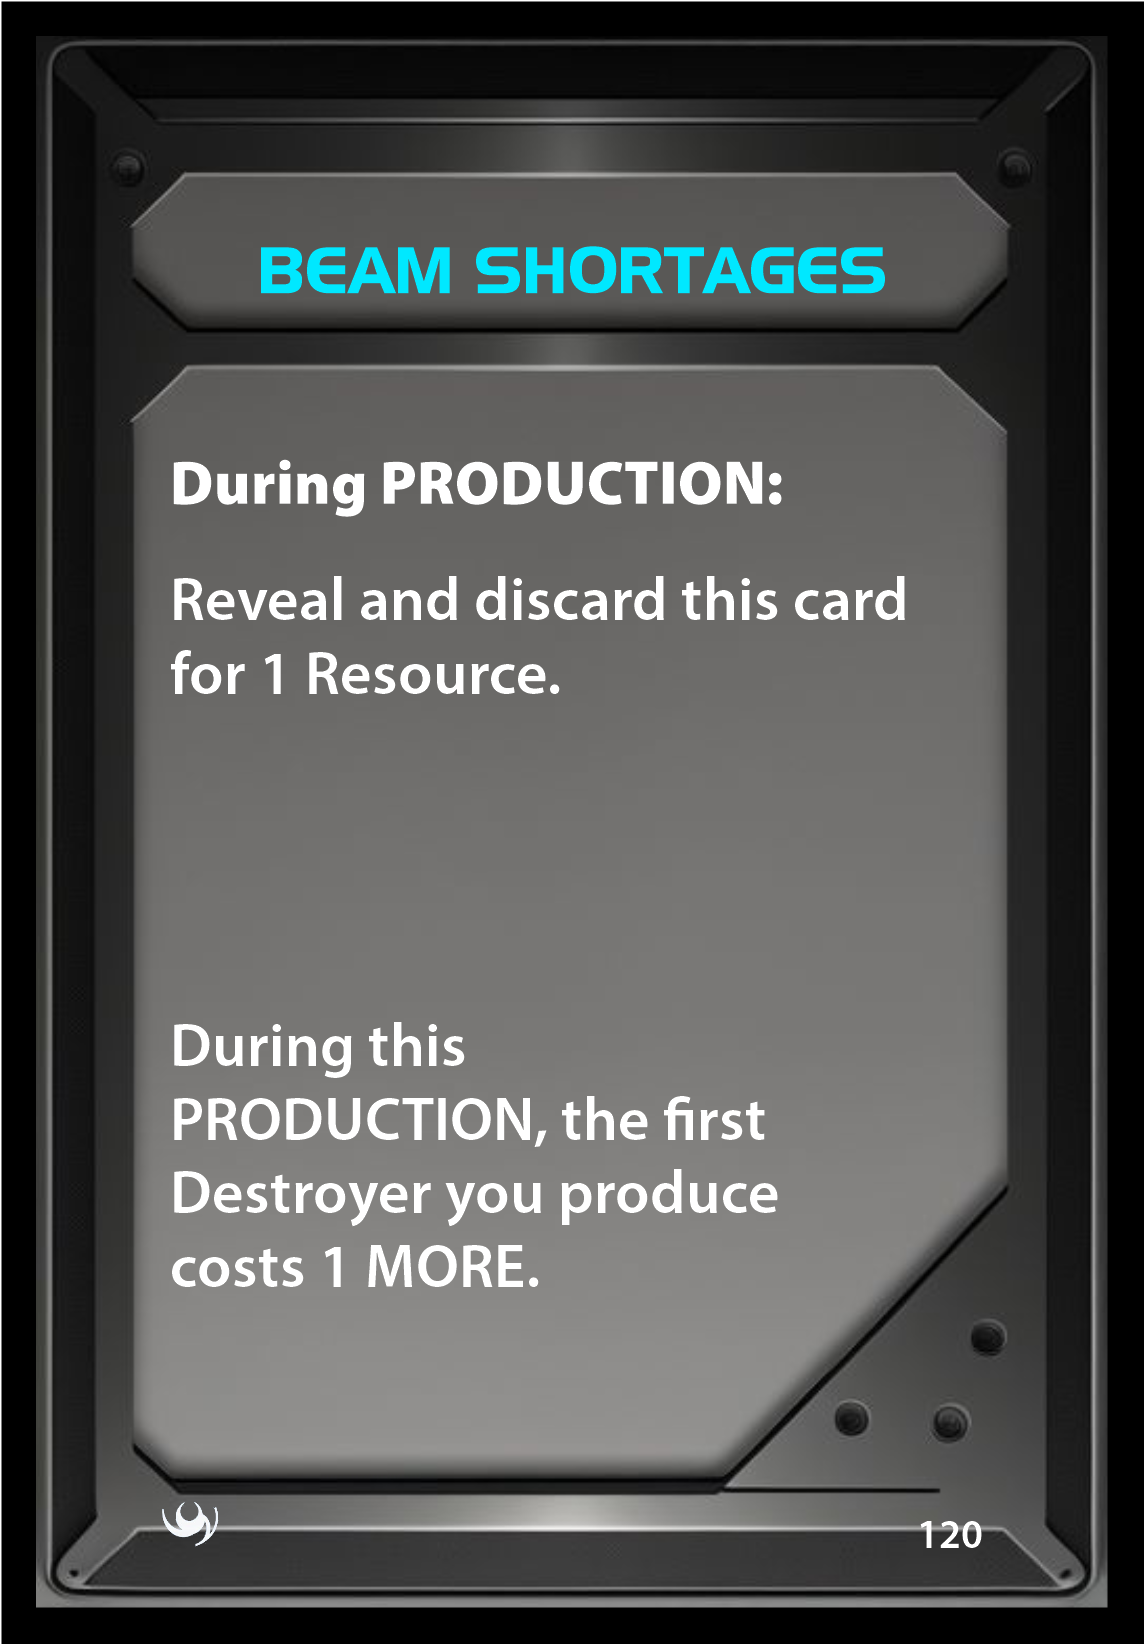 BEAM SHORTAGES
During PRODUCTION:
Reveal and discard this card
for 1 Resource.
During this
PRODUCTION, the first
Destroyer you produce
costs 1 MORE.
120